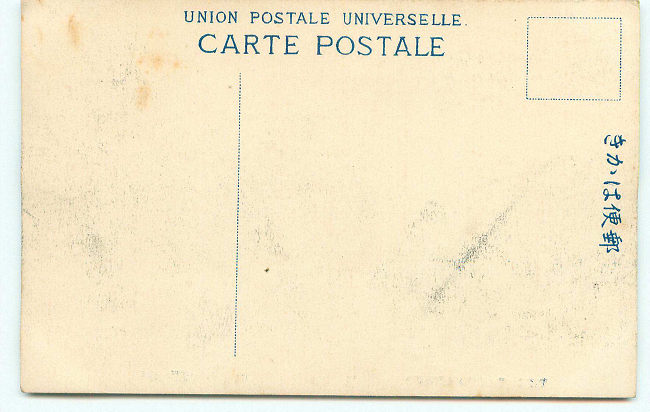 UNION POSTALE UNIVERSELLE.
CARTE POSTALE
郵便はかき